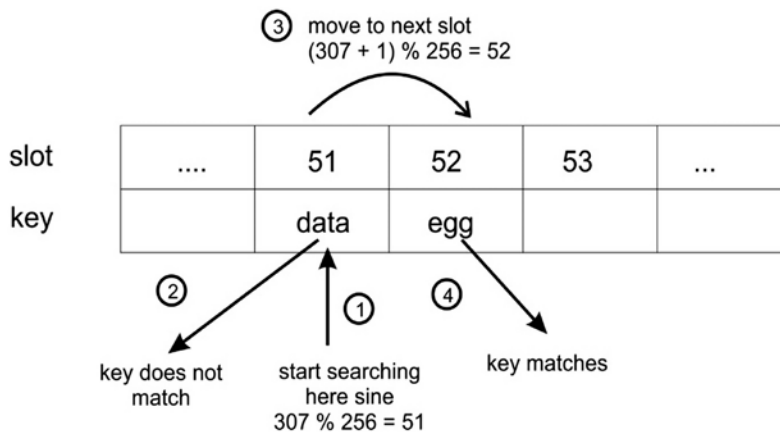 3 move to next slot
(307 + 1) % 256 = 52
slot .... 51 52 53 ...
key data egg
2
1
4
key does not
match
start searching
here sine
307 % 256 = 51
key matches